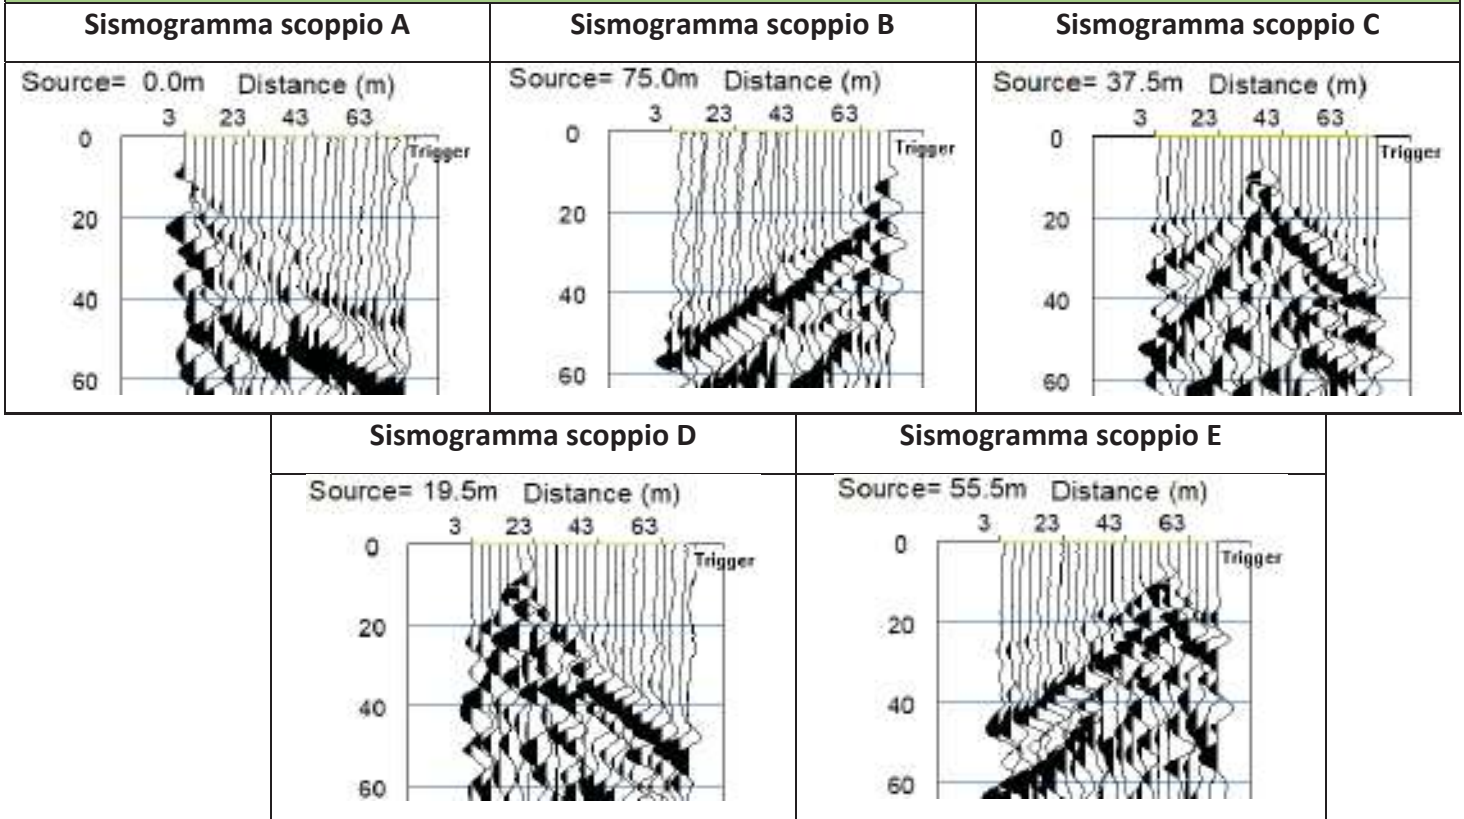 Sismogramma scoppio A
Source= 0.0m Distance (m)
3 23 43 63
0
Trigger
20
40
60
Sismogramma scoppio B
Source= 75.0m Distance (m)
3 23 43 63
0
Trigger
20
40
60
Sismogramma scoppio C
Source= 37.5m Distance (m)
3 23 43 63
0
Trigger
20
40
60
Sismogramma scoppio D
Source= 19.5m Distance (m)
3 23 43 63
0
Trigger
20
40
60
Sismogramma scoppio E
Source= 55.5m Distance (m)
3 23 43 63
0
Trigger
20
40
60